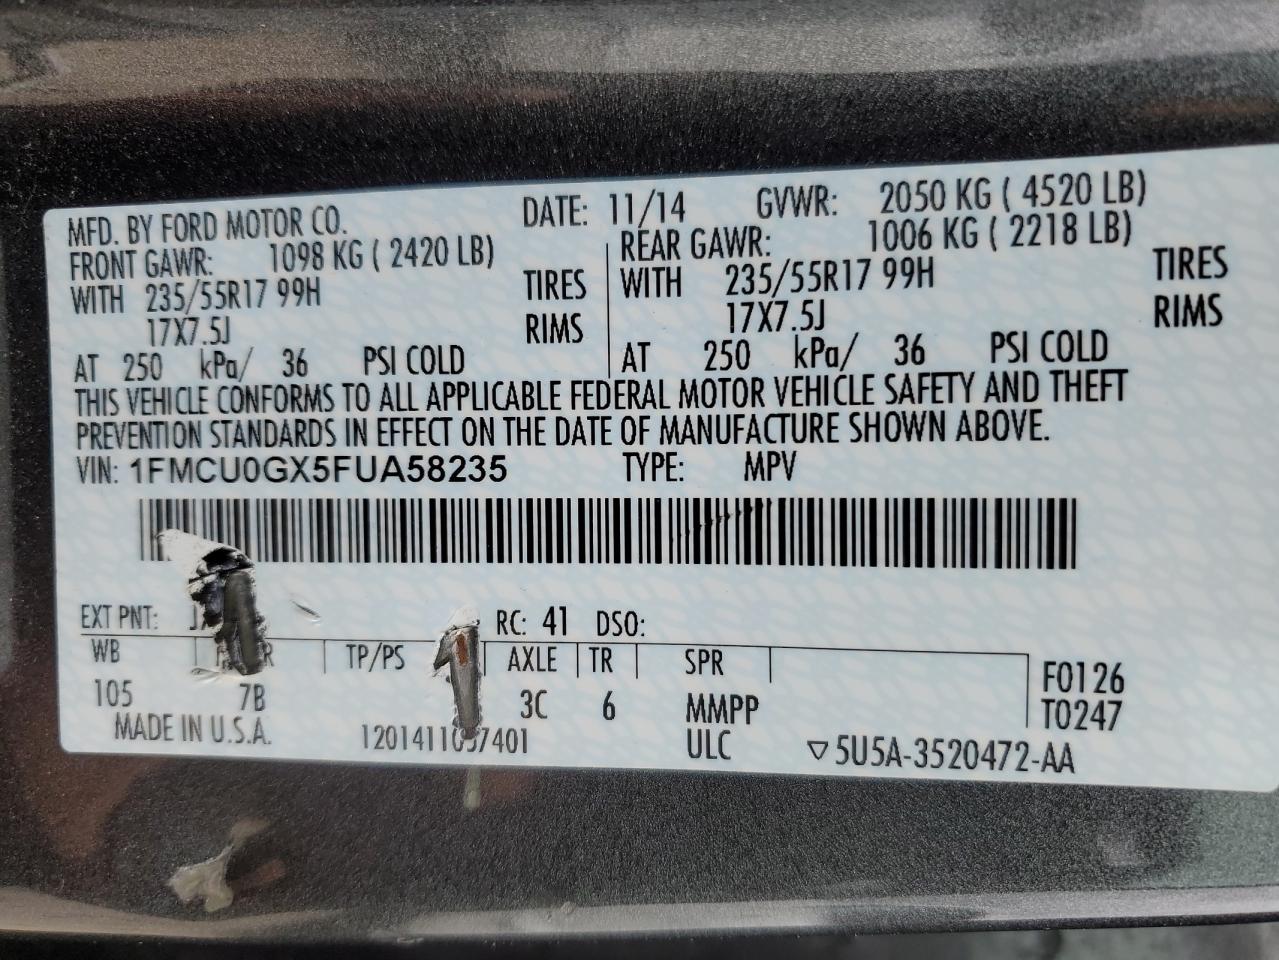 MFD. BY FORD MOTOR CO. DATE: 11/14 GVWR: 2050 KG ( 4520 LB)
FRONT GAWR: 1098 KG ( 2420 LB) REAR GAWR: 1006 KG ( 2218 LB)
WITH 235/55R17 99H TIRES WITH 235/55R17 99H TIRES
17X7.5J RIMS 17X7.5J RIMS
AT 250 kPa/ 36 PSI COLD AT 250 kPa/ 36 PSI COLD
THIS VEHICLE CONFORMS TO ALL APPLICABLE FEDERAL MOTOR VEHICLE SAFETY AND THEFT
PREVENTION STANDARDS IN EFFECT ON THE DATE OF MANUFACTURE SHOWN ABOVE.
VIN: 1FMCU0GX5FUA58235 TYPE: MPV
EXT PNT: RC: 41 DSO:
WB TP/PS AXLE TR SPR F0126
105 7B 3C 6 MMPP T0247
MADE IN U.S.A. ULC ▽5U5A-3520472-AA